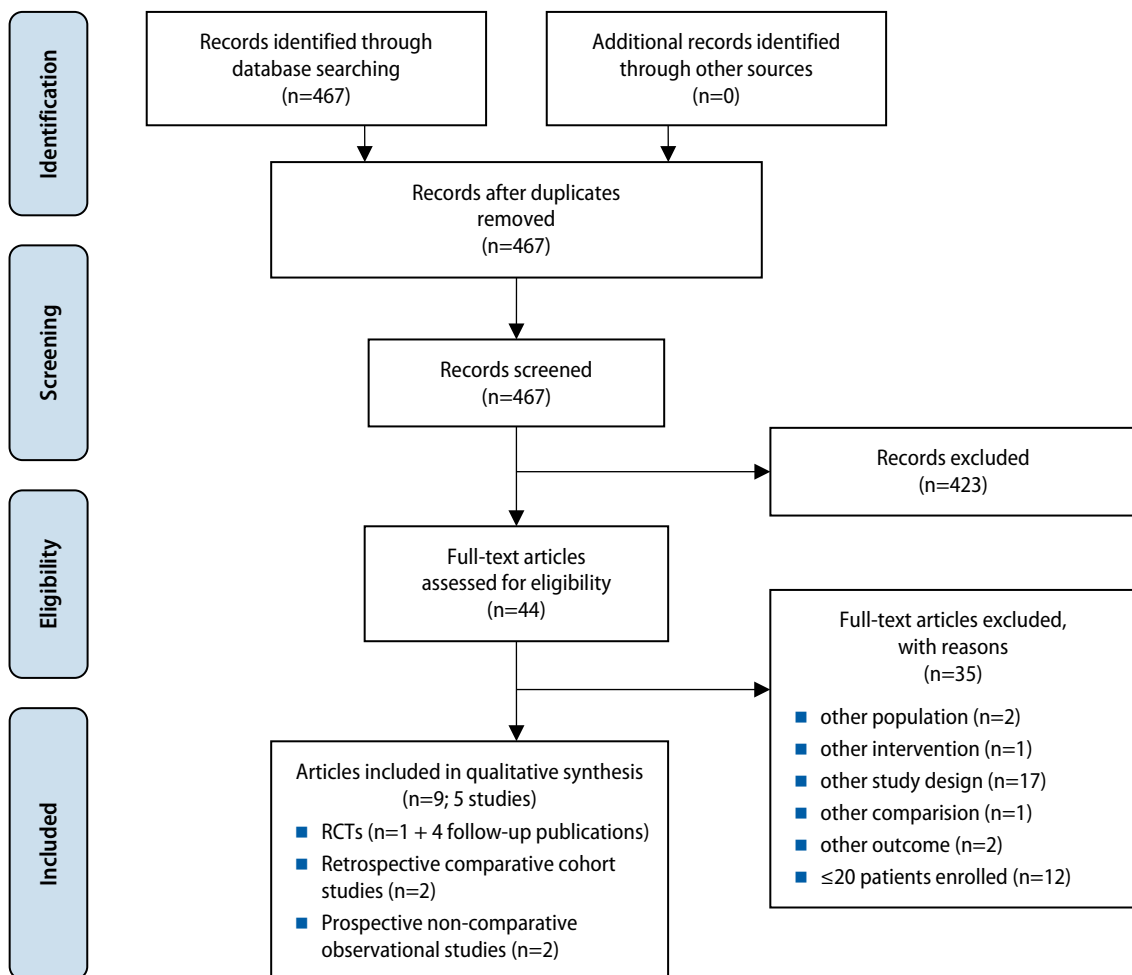 Identification
Records identified through
database searching
(n=467)
Additional records identified
through other sources
(n=0)
Records after duplicates
removed
(n=467)
Screening
Records screened
(n=467)
Records excluded
(n=423)
Eligibility
Full-text articles
assessed for eligibility
(n=44)
Full-text articles excluded,
with reasons
(n=35)
■ other population (n=2)
■ other intervention (n=1)
■ other study design (n=17)
■ other comparision (n=1)
■ other outcome (n=2)
■ ≤20 patients enrolled (n=12)
Included
Articles included in qualitative synthesis
(n=9; 5 studies)
■ RCTs (n=1 + 4 follow-up publications)
■ Retrospective comparative cohort
studies (n=2)
■ Prospective non-comparative
observational studies (n=2)